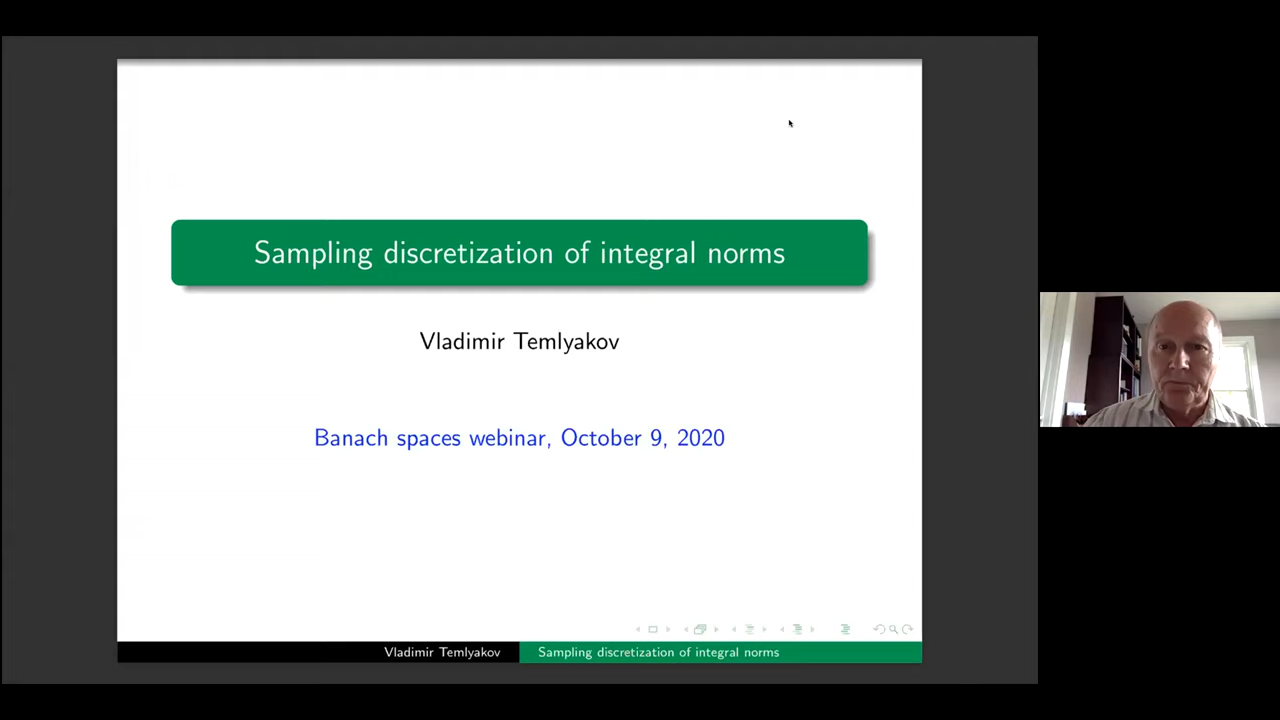 Sampling discretization of integral norms
Vladimir Temlyakov
Banach spaces webinar, October 9, 2020
Vladimir Temlyakov
Sampling discretization of integral norms